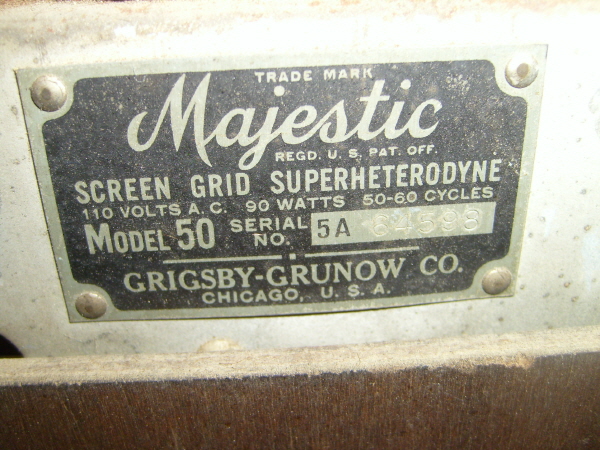 TRADE MARK
Majestic
REGD. U. S. PAT. OFF.
SCREEN GRID SUPERHETERODYNE
110 VOLTS A.C. 90 WATTS 50-60 CYCLES
MODEL 50 SERIAL NO. 5A 64598
GRIGSBY-GRUNOW CO.
CHICAGO, U. S. A.